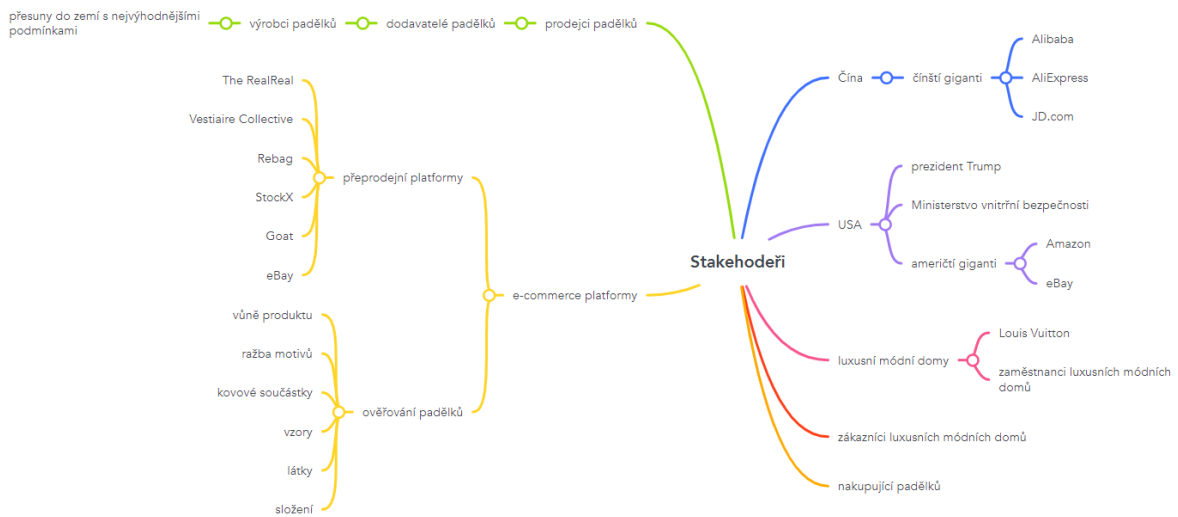 přesuny do zemí s nejvýhodnějšími
podmínkami
výrobci padělků
dodavatelé padělků
prodejci padělků
The RealReal
Vestiaire Collective
Rebag
StockX
Goat
eBay
přeprodejní platformy
vůně produktu
ražba motivů
kovové součástky
vzory
látky
složení
ověřování padělků
e-commerce platformy
Stakehodeři
Čína
čínští giganti
Alibaba
AliExpress
JD.com
USA
prezident Trump
Ministerstvo vnitřní bezpečnosti
američtí giganti
Amazon
eBay
luxusní módní domy
Louis Vuitton
zaměstnanci luxusních módních
domů
zákazníci luxusních módních domů
nakupující padělků